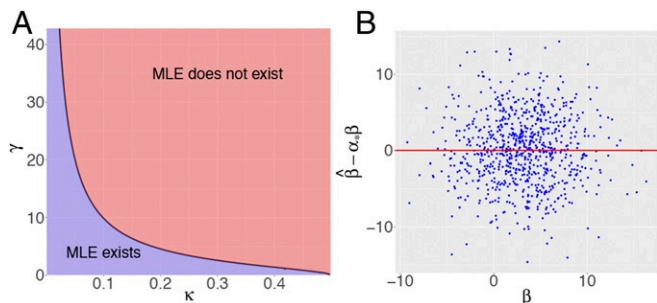 A
40
30
20
10
0
γ
MLE does not exist
MLE exists
0.1
0.2
0.3
0.4
κ
B
10
0
−10
β̂ − α⋆β
−10
0
10
β